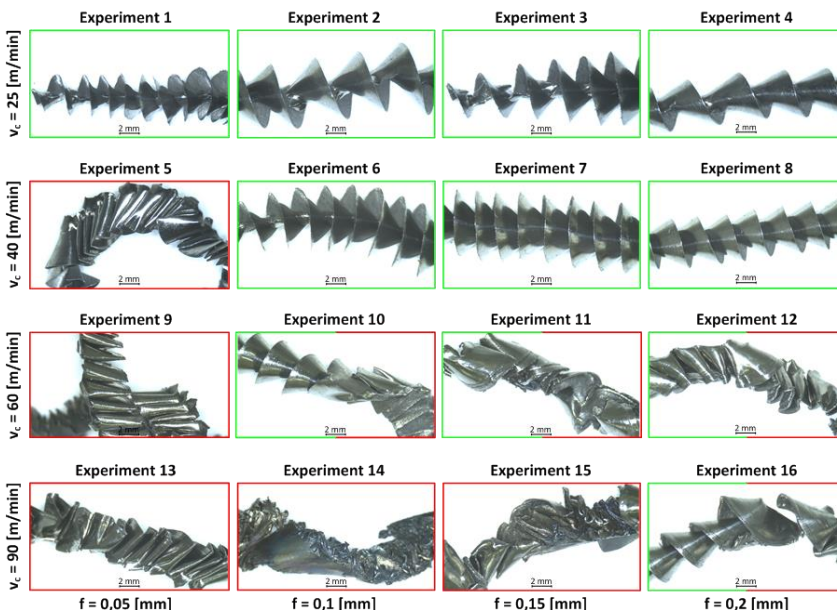 Experiment 1 Experiment 2 Experiment 3 Experiment 4
vc = 25 [m/min]
2 mm 2 mm 2 mm 2 mm
Experiment 5 Experiment 6 Experiment 7 Experiment 8
vc = 40 [m/min]
2 mm 2 mm 2 mm 2 mm
Experiment 9 Experiment 10 Experiment 11 Experiment 12
vc = 60 [m/min]
2 mm 2 mm 2 mm 2 mm
Experiment 13 Experiment 14 Experiment 15 Experiment 16
vc = 90 [m/min]
2 mm 2 mm 2 mm 2 mm
f = 0,05 [mm] f = 0,1 [mm] f = 0,15 [mm] f = 0,2 [mm]